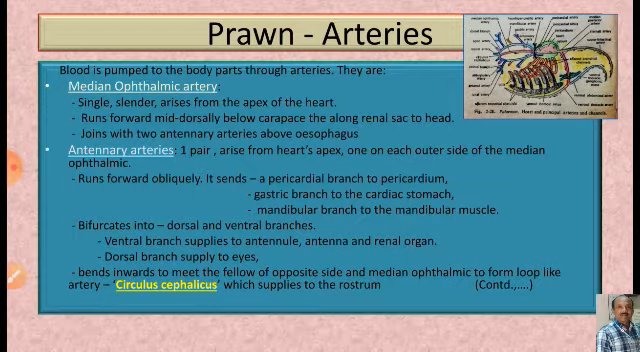 Prawn - Arteries
Blood is pumped to the body parts through arteries. They are:
• Median Ophthalmic artery:
- Single, slender, arises from the apex of the heart.
- Runs forward mid-dorsally below carapace the along renal sac to head.
- Joins with two antennary arteries above oesophagus
• Antennary arteries: 1 pair , arise from heart's apex, one on each outer side of the median
ophthalmic.
- Runs forward obliquely. It sends – a pericardial branch to pericardium,
- gastric branch to the cardiac stomach,
- mandibular branch to the mandibular muscle.
- Bifurcates into – dorsal and ventral branches.
- Ventral branch supplies to antennule, antenna and renal organ.
- Dorsal branch supply to eyes,
- bends inwards to meet the fellow of opposite side and median ophthalmic to form loop like
artery – 'Circulus cephalicus' which supplies to the rostrum (Contd.,....)